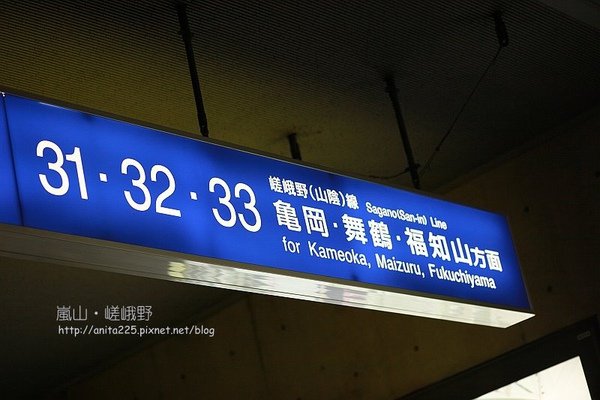 31・32・33
嵯峨野(山陰)線 Sagano(San-in) Line
亀岡・舞鶴・福知山方面
for Kameoka, Maizuru, Fukuchiyama
嵐山・嵯峨野
http://anita225.pixnet.net/blog